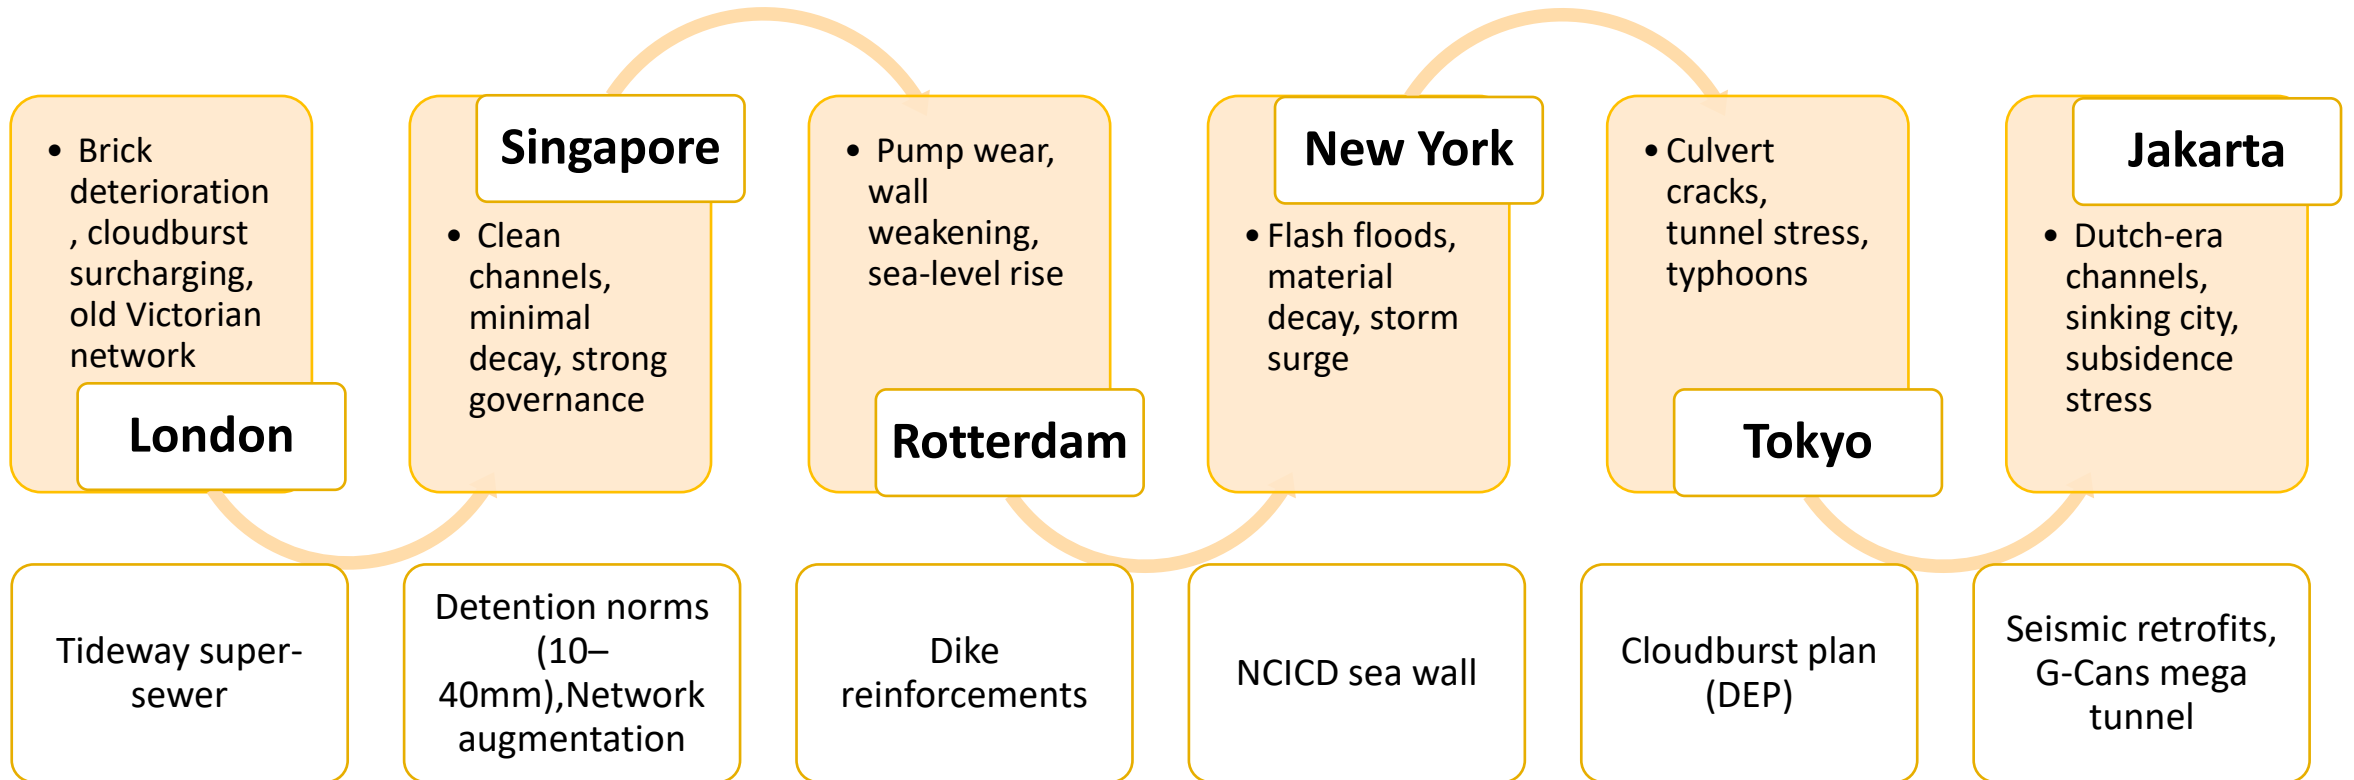 • Brick
deterioration
, cloudburst
surcharging,
old Victorian
network
London
Singapore
• Clean
channels,
minimal
decay, strong
governance
• Pump wear,
wall
weakening,
sea-level rise
Rotterdam
New York
• Flash floods,
material
decay, storm
surge
• Culvert
cracks,
tunnel stress,
typhoons
Tokyo
Jakarta
• Dutch-era
channels,
sinking city,
subsidence
stress
Tideway super-
sewer
Detention norms
(10–
40mm),Network
augmentation
Dike
reinforcements
NCICD sea wall
Cloudburst plan
(DEP)
Seismic retrofits,
G-Cans mega
tunnel